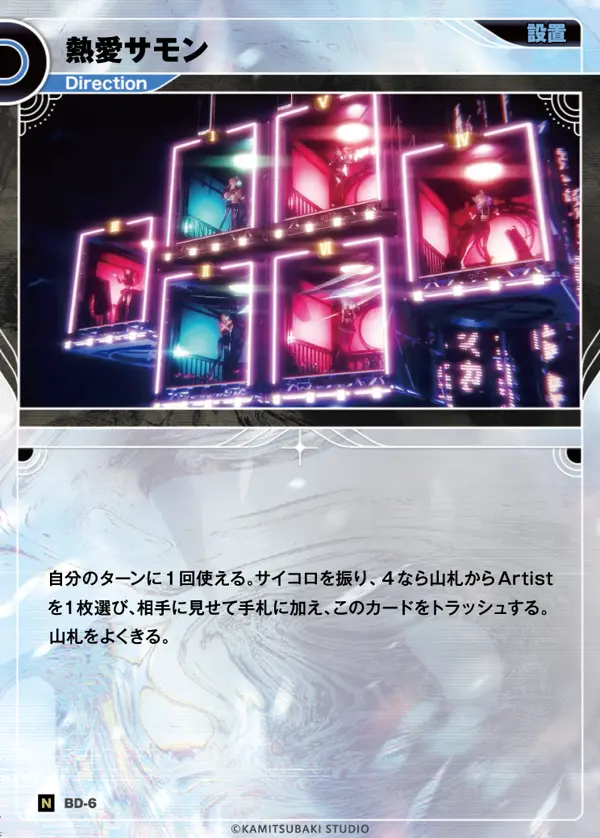 熱愛サモン
設置
Direction
V
I
IV
III
VI
II
自分のターンに1回使える。サイコロを振り、4なら山札からArtist
を1枚選び、相手に見せて手札に加え、このカードをトラッシュする。
山札をよくきる。
N BD-6
©KAMITSUBAKI STUDIO